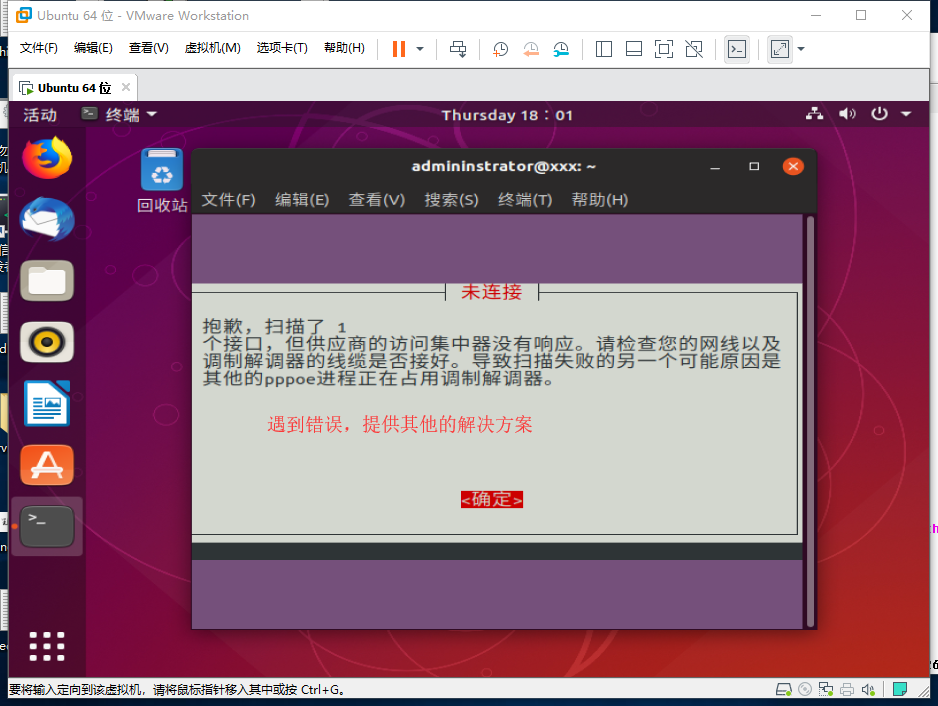 Ubuntu 64 位 - VMware Workstation
文件(F) 编辑(E) 查看(V) 虚拟机(M) 选项卡(T) 帮助(H)
Ubuntu 64 位
活动 终端 Thursday 18：01
回收站
admininstrator@xxx: ~
文件(F) 编辑(E) 查看(V) 搜索(S) 终端(T) 帮助(H)
未连接
抱歉，扫描了 1
个接口，但供应商的访问集中器没有响应。请检查您的网线以及
调制解调器的线缆是否接好。导致扫描失败的另一个可能原因是
其他的pppoe进程正在占用调制解调器。
遇到错误，提供其他的解决方案
<确定>
要将输入定向到该虚拟机，请将鼠标指针移入其中或按 Ctrl+G。